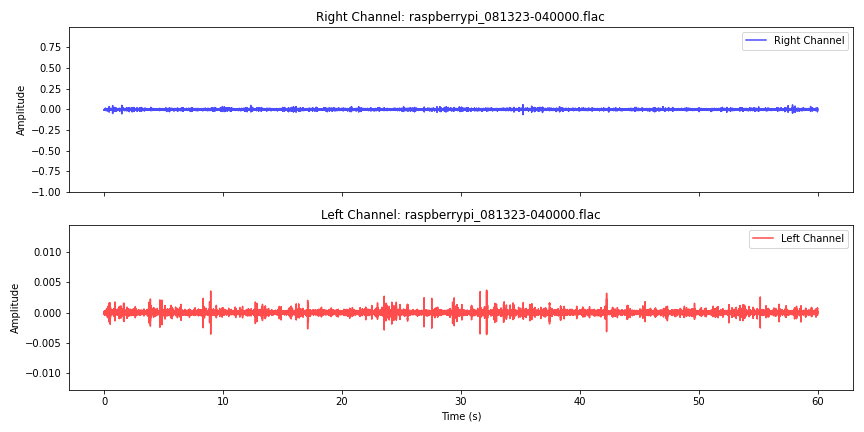 Right Channel: raspberrypi_081323-040000.flac
Right Channel
0.75
0.50
0.25
0.00
−0.25
−0.50
−0.75
−1.00
Amplitude
Left Channel: raspberrypi_081323-040000.flac
Left Channel
0.010
0.005
0.000
−0.005
−0.010
Amplitude
0 10 20 30 40 50 60
Time (s)